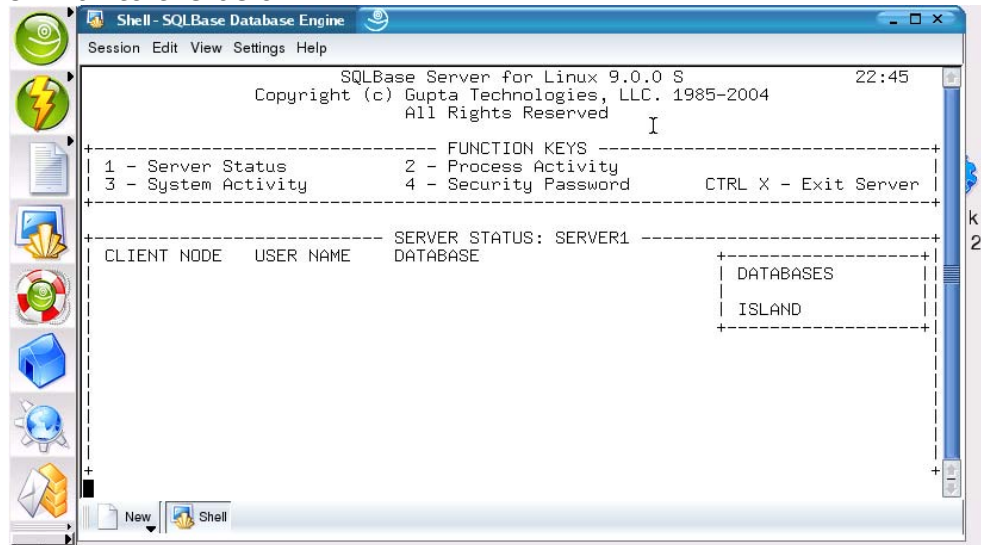 Shell - SQLBase Database Engine
Session Edit View Settings Help
SQLBase Server for Linux 9.0.0 S 22:45
Copyright (c) Gupta Technologies, LLC. 1985-2004
All Rights Reserved
FUNCTION KEYS
1 - Server Status 2 - Process Activity
3 - System Activity 4 - Security Password CTRL X - Exit Server
SERVER STATUS: SERVER1
CLIENT NODE USER NAME DATABASE
DATABASES
ISLAND
k
2
New Shell